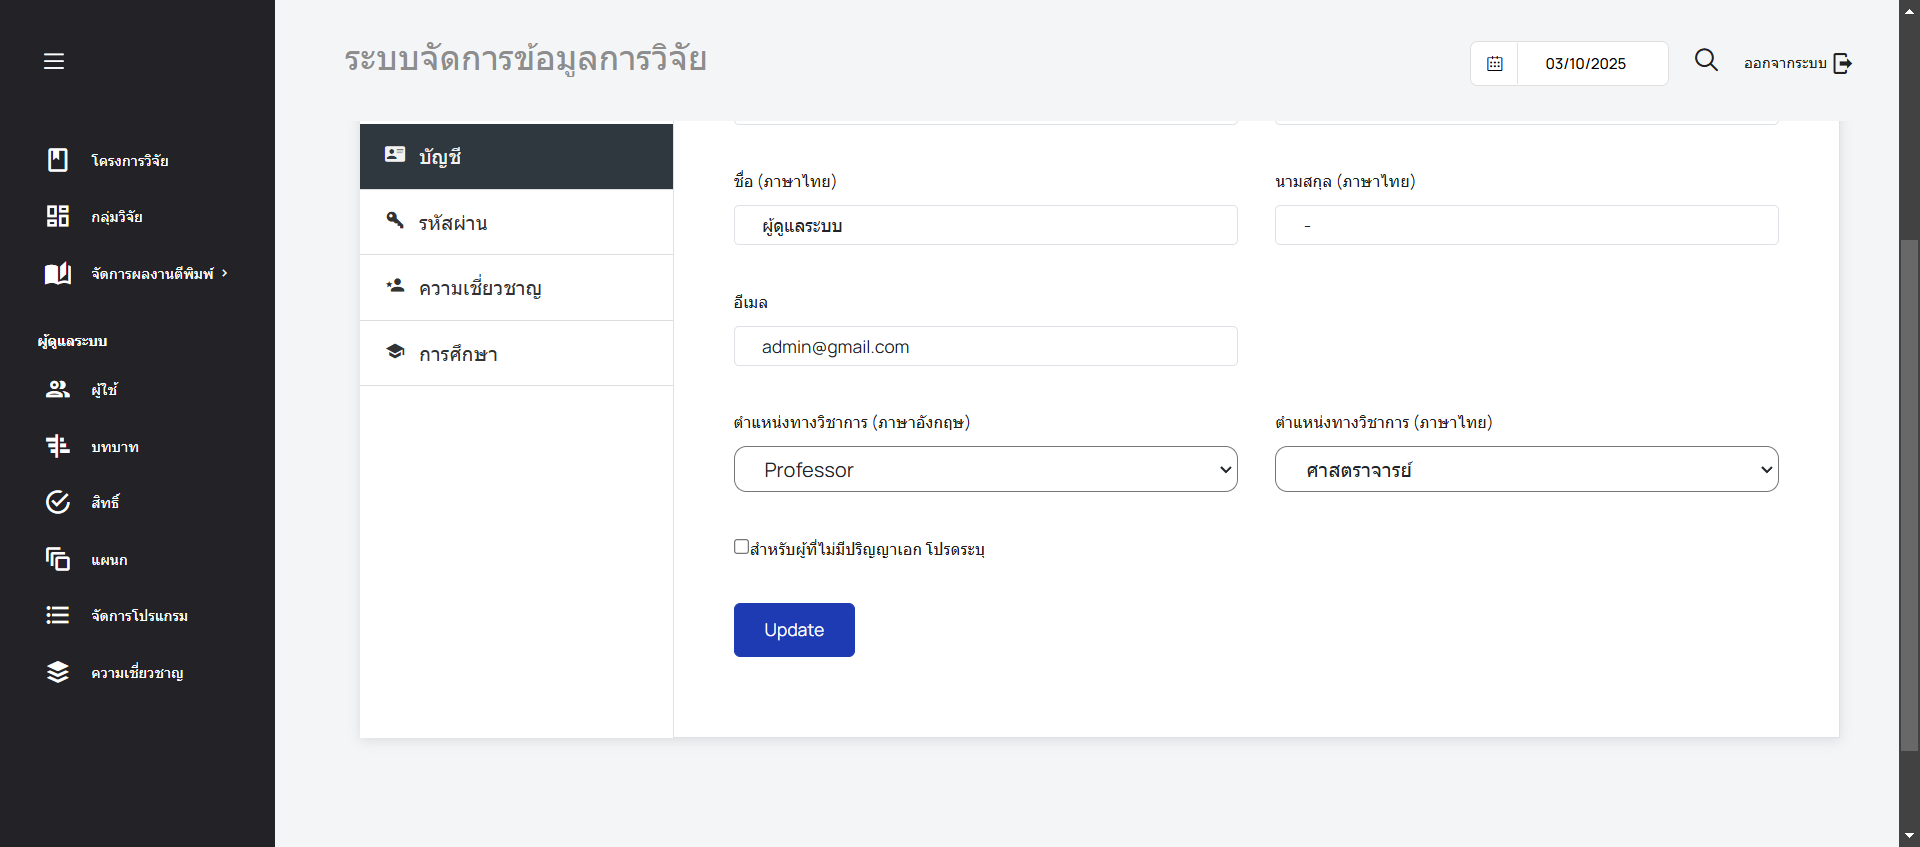 ระบบจัดการข้อมูลการวิจัย
03/10/2025
ออกจากระบบ
โครงการวิจัย
กลุ่มวิจัย
จัดการผลงานตีพิมพ์
ผู้ดูแลระบบ
ผู้ใช้
บทบาท
สิทธิ์
แผนก
จัดการโปรแกรม
ความเชี่ยวชาญ
บัญชี
รหัสผ่าน
ความเชี่ยวชาญ
การศึกษา
ชื่อ (ภาษาไทย)
นามสกุล (ภาษาไทย)
ผู้ดูแลระบบ
-
อีเมล
admin@gmail.com
ตำแหน่งทางวิชาการ (ภาษาอังกฤษ)
ตำแหน่งทางวิชาการ (ภาษาไทย)
Professor
ศาสตราจารย์
สำหรับผู้ที่ไม่มีปริญญาเอก โปรดระบุ
Update